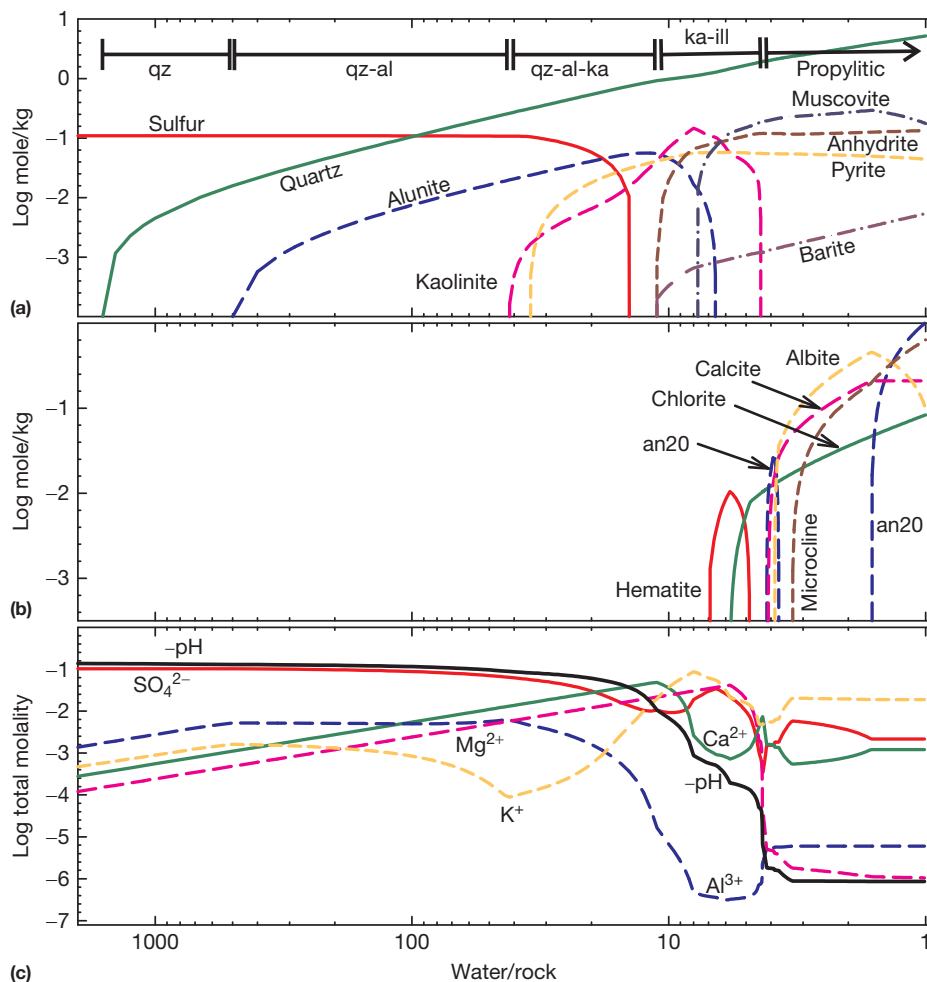 1
0
−1
−2
−3
Log mole/kg
qz
qz-al
qz-al-ka
ka-ill
Propylitic
Sulfur
Quartz
Alunite
Kaolinite
Muscovite
Anhydrite
Pyrite
Barite
(a)
−1
−2
−3
Log mole/kg
Calcite
Albite
Chlorite
an20
Hematite
Microcline
an20
(b)
−1
−2
−3
−4
−5
−6
−7
Log total molality
−pH
SO₄²⁻
Mg²⁺
K⁺
Ca²⁺
−pH
Al³⁺
1000
100
10
1
Water/rock
(c)